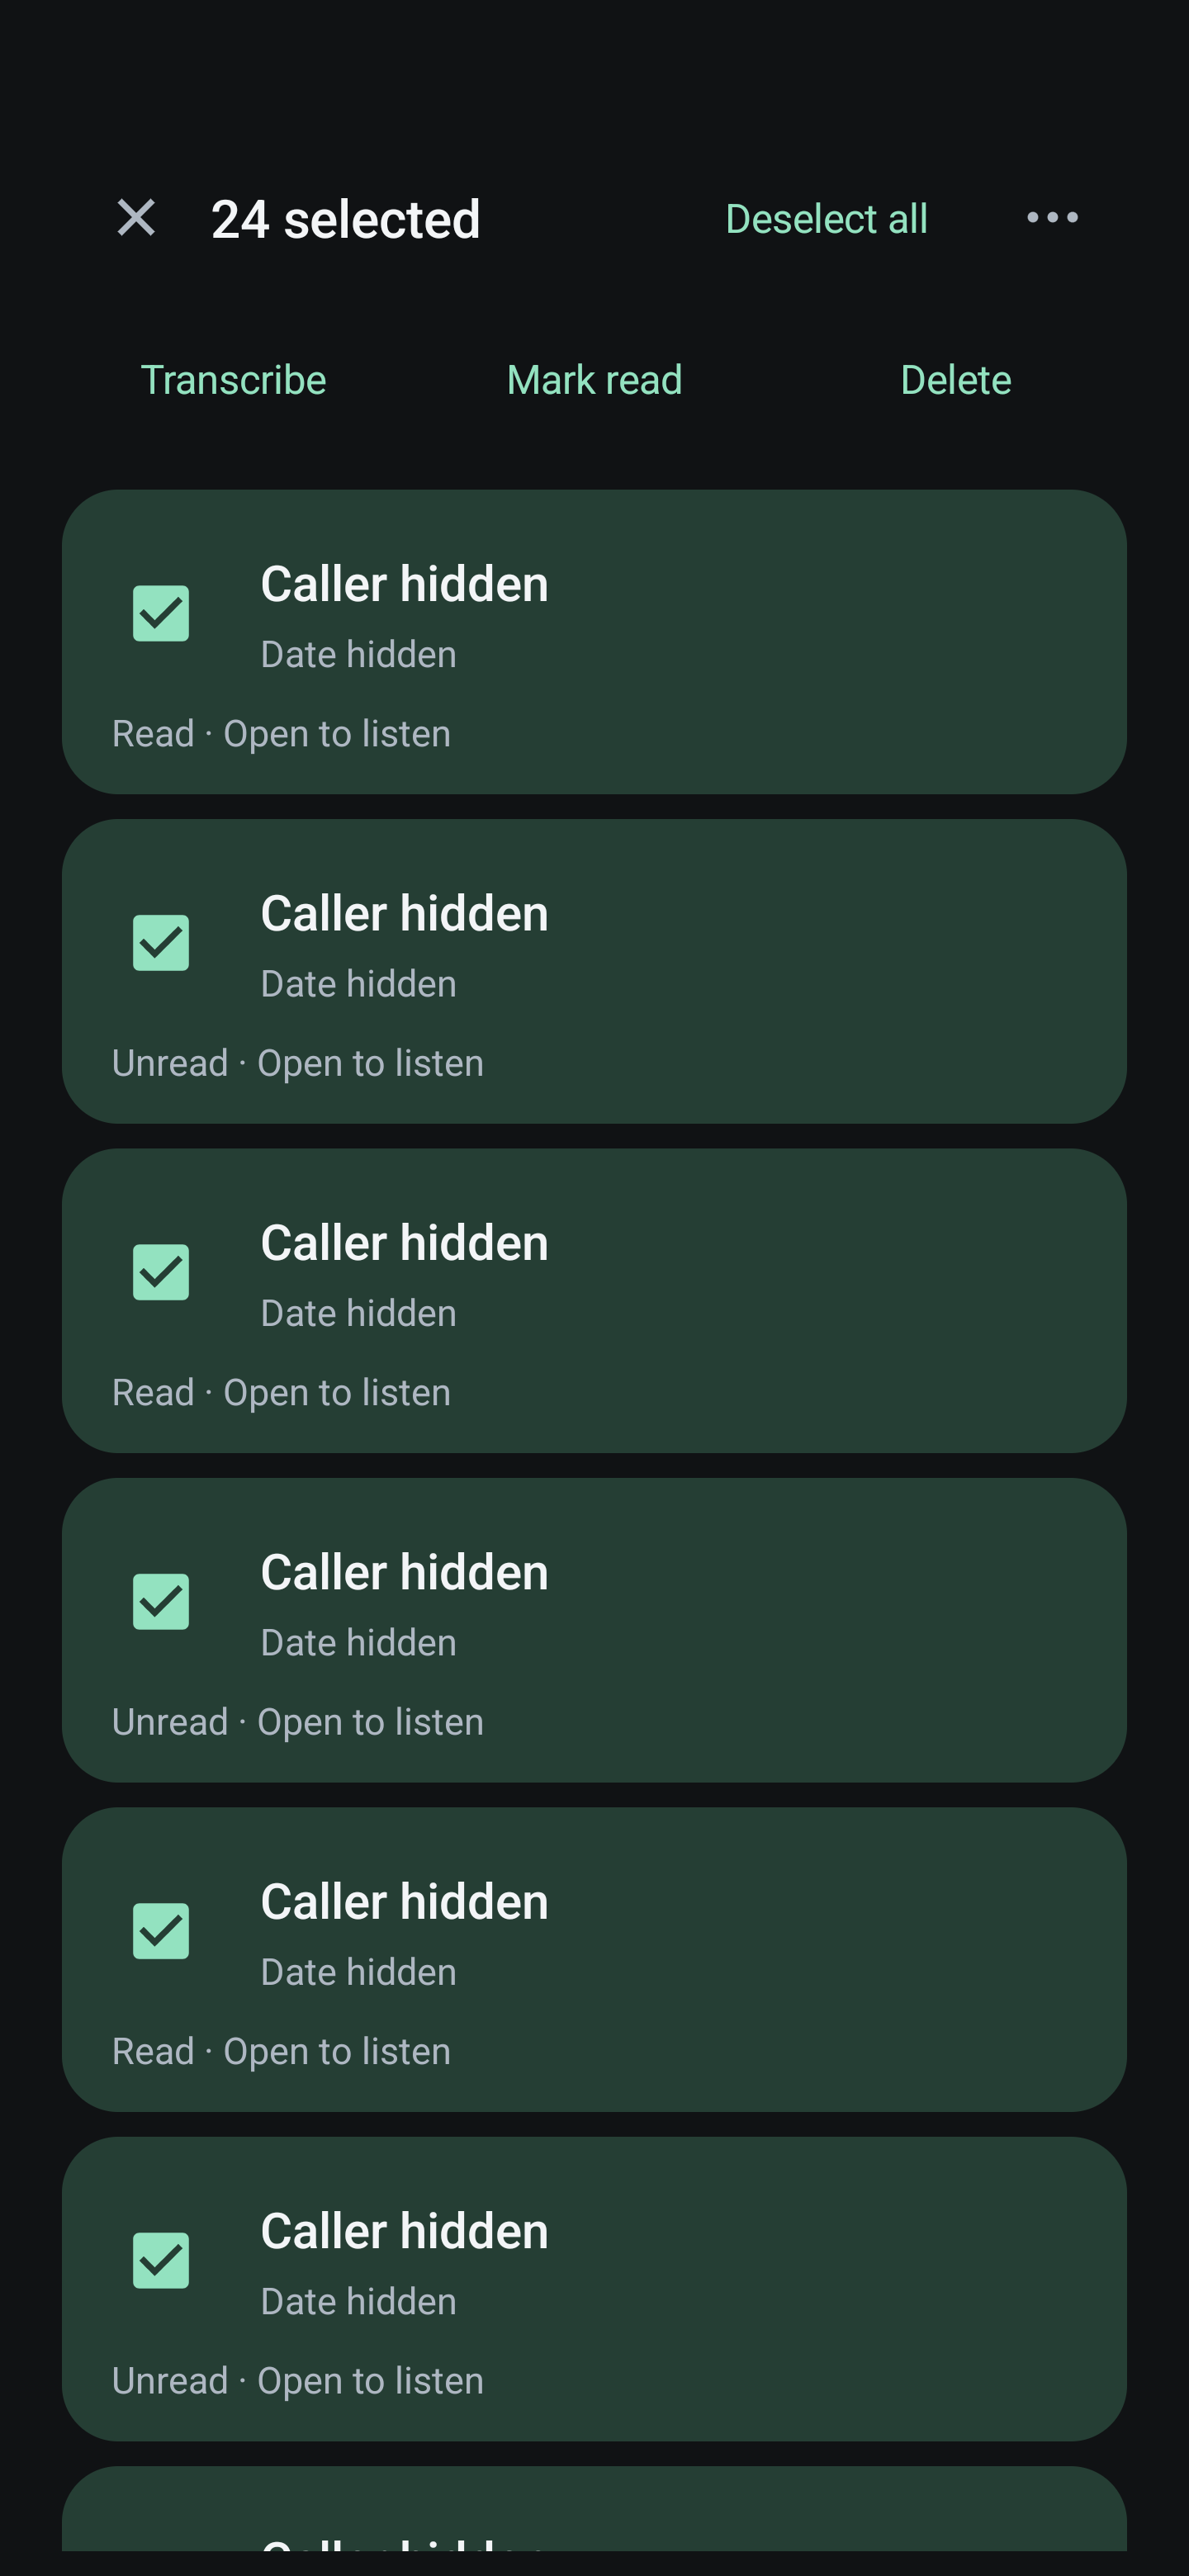 24 selected
Deselect all
Transcribe
Mark read
Delete
Caller hidden
Date hidden
Read · Open to listen
Caller hidden
Date hidden
Unread · Open to listen
Caller hidden
Date hidden
Read · Open to listen
Caller hidden
Date hidden
Unread · Open to listen
Caller hidden
Date hidden
Read · Open to listen
Caller hidden
Date hidden
Unread · Open to listen